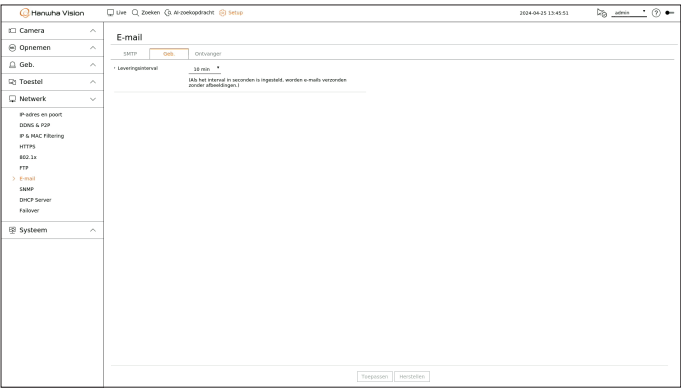 Hanwha Vision
Live Zoeken AI-zoekopdracht Setup 2024-04-25 13:45:51 admin ?
Camera
Opnemen
Geb.
Toestel
Netwerk
IP-adres en poort
DDNS & P2P
IP & MAC Filtering
HTTPS
802.1x
FTP
E-mail
SNMP
DHCP Server
Failover
Systeem
E-mail
SMTP Geb. Ontvanger
Leveringsinterval 10 min
(Als het interval in seconden is ingesteld, worden e-mails verzonden
zonder afbeeldingen.)
Toepassen Herstellen